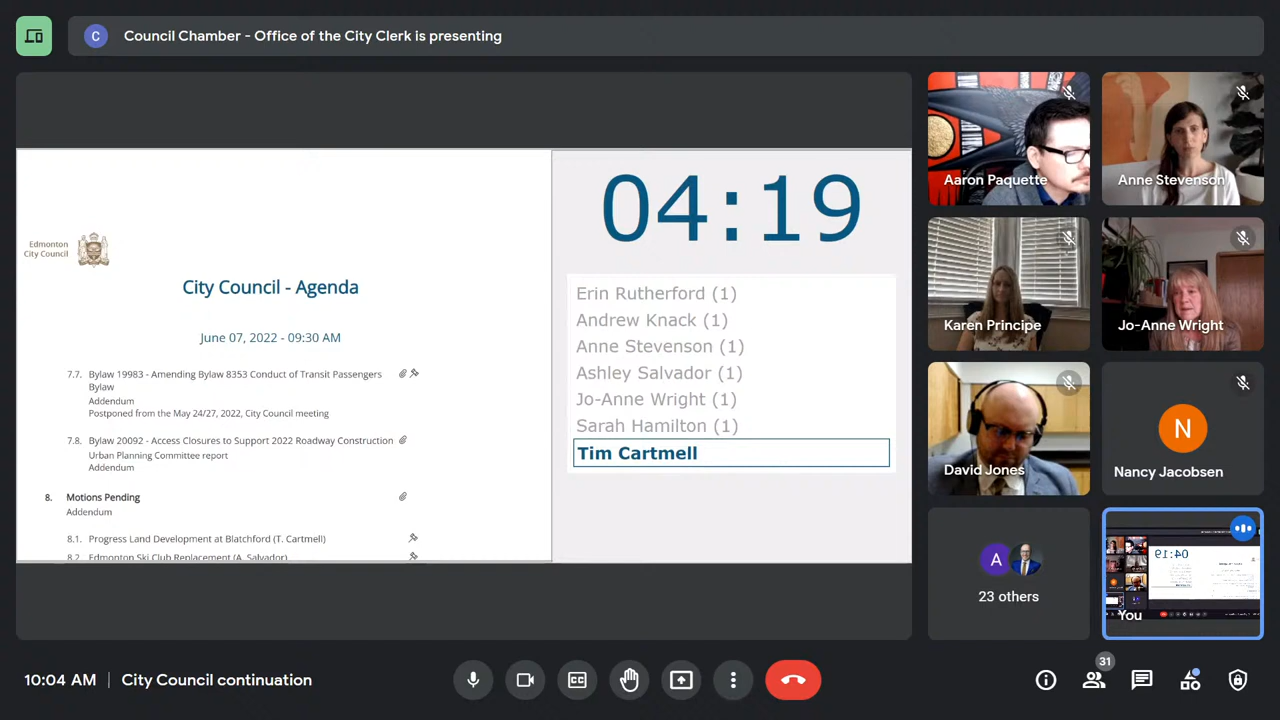 C
Council Chamber - Office of the City Clerk is presenting
Edmonton
City Council
City Council - Agenda
June 07, 2022 - 09:30 AM
7.7. Bylaw 19983 - Amending Bylaw 8353 Conduct of Transit Passengers
Bylaw
Addendum
Postponed from the May 24/27, 2022, City Council meeting
7.8. Bylaw 20092 - Access Closures to Support 2022 Roadway Construction
Urban Planning Committee report
Addendum
8. Motions Pending
Addendum
8.1. Progress Land Development at Blatchford (T. Cartmell)
8.2. Edmonton Ski Club Replacement (A. Salvador)
04:19
Erin Rutherford (1)
Andrew Knack (1)
Anne Stevenson (1)
Ashley Salvador (1)
Jo-Anne Wright (1)
Sarah Hamilton (1)
Tim Cartmell
Aaron Paquette
Anne Stevenson
Karen Principe
Jo-Anne Wright
David Jones
N
Nancy Jacobsen
A
23 others
04:19
You
10:04 AM | City Council continuation
31